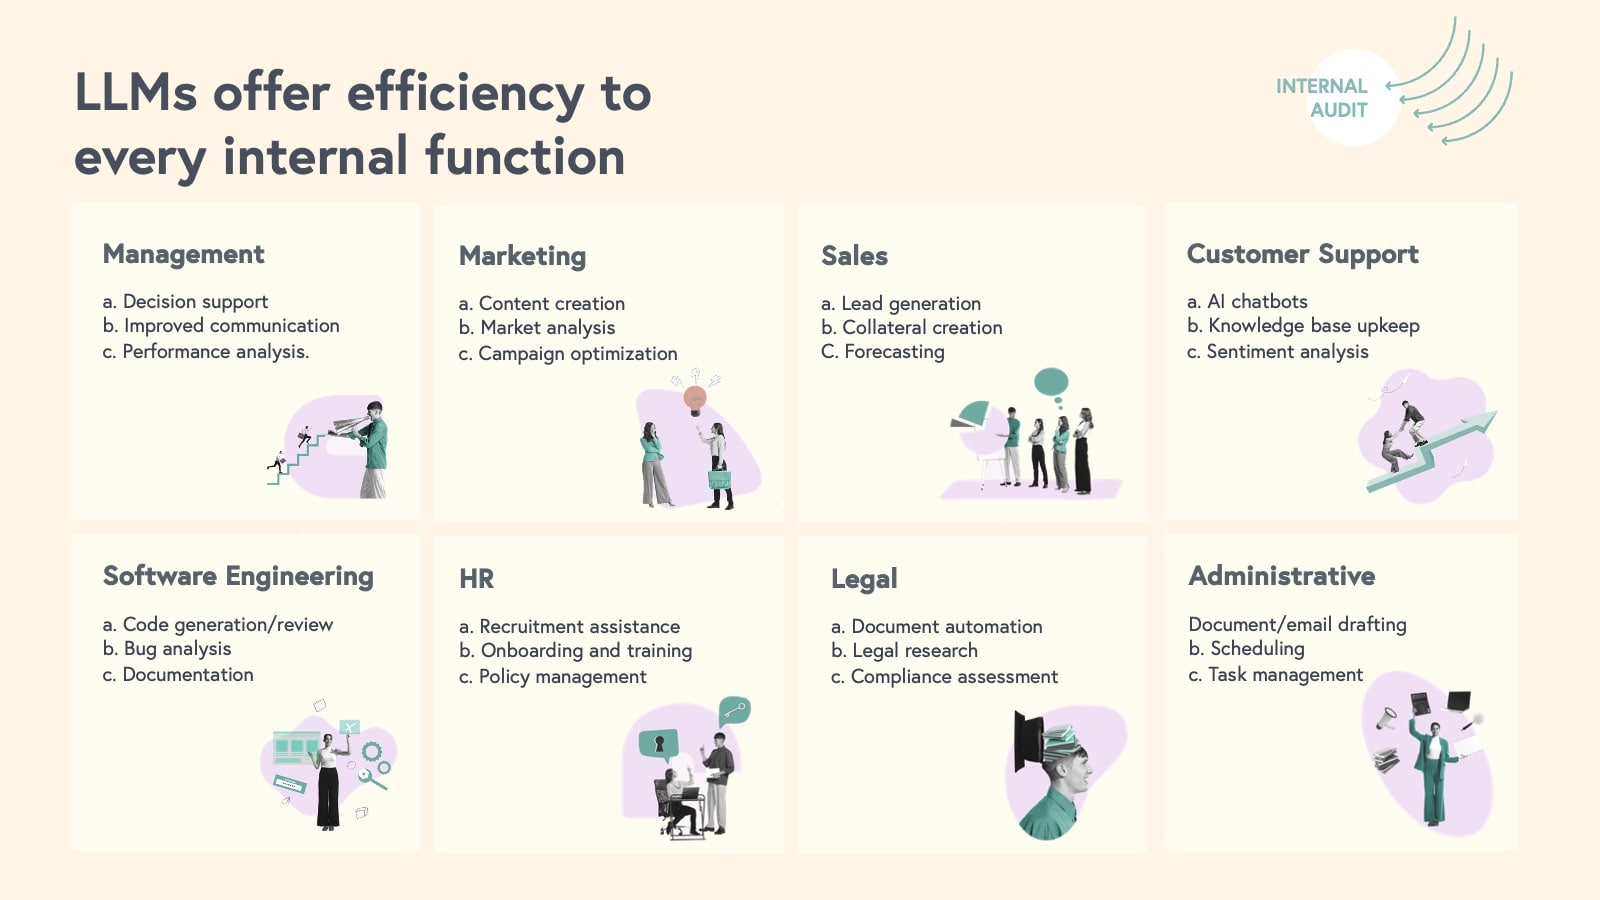 LLMs offer efficiency to
every internal function
INTERNAL
AUDIT
Management
a. Decision support
b. Improved communication
c. Performance analysis.
Marketing
a. Content creation
b. Market analysis
c. Campaign optimization
Sales
a. Lead generation
b. Collateral creation
C. Forecasting
Customer Support
a. AI chatbots
b. Knowledge base upkeep
c. Sentiment analysis
Software Engineering
a. Code generation/review
b. Bug analysis
c. Documentation
HR
a. Recruitment assistance
b. Onboarding and training
c. Policy management
Legal
a. Document automation
b. Legal research
c. Compliance assessment
Administrative
Document/email drafting
b. Scheduling
c. Task management